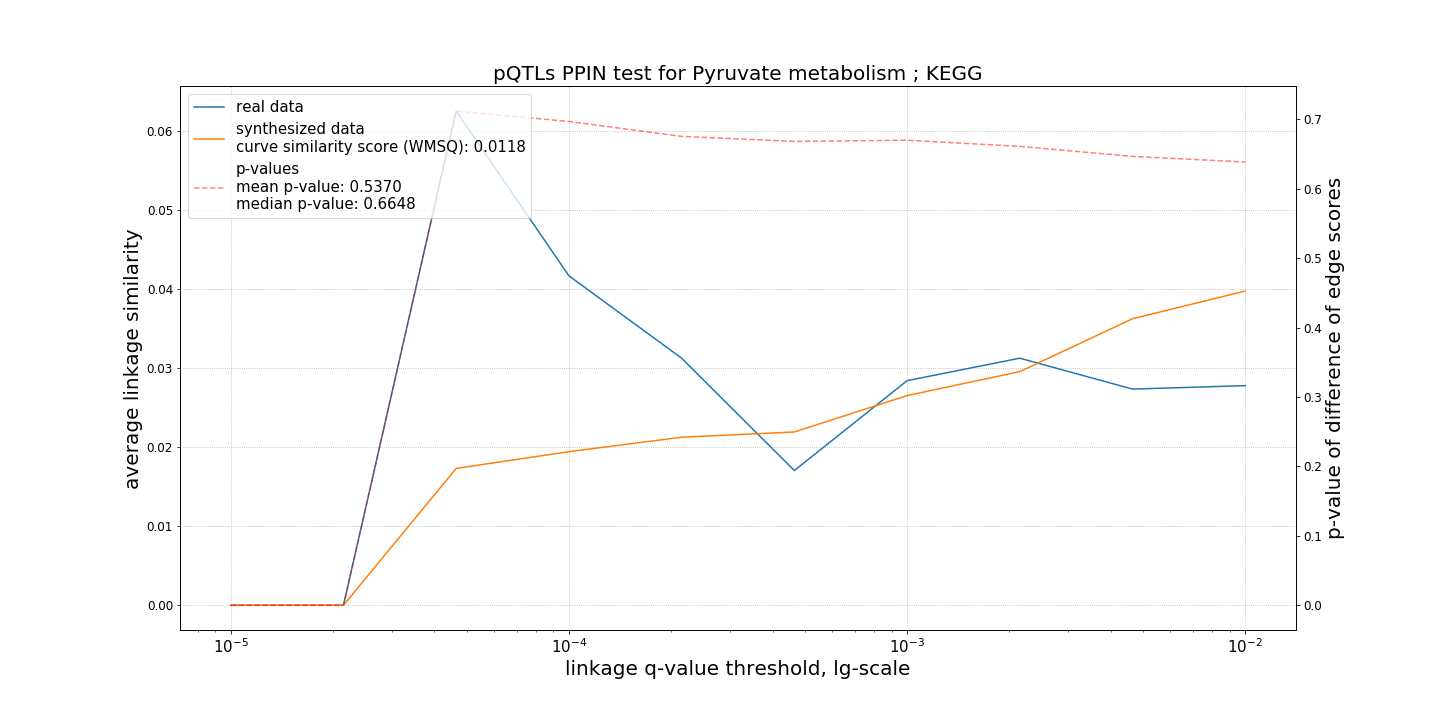 pQTLs PPIN test for Pyruvate metabolism ; KEGG
real data
synthesized data
curve similarity score (WMSQ): 0.0118
p-values
mean p-value: 0.5370
median p-value: 0.6648
average linkage similarity
0.06
0.05
0.04
0.03
0.02
0.01
0.00
p-value of difference of edge scores
0.7
0.6
0.5
0.4
0.3
0.2
0.1
0.0
10⁻⁵ 10⁻⁴ 10⁻³ 10⁻²
linkage q-value threshold, lg-scale